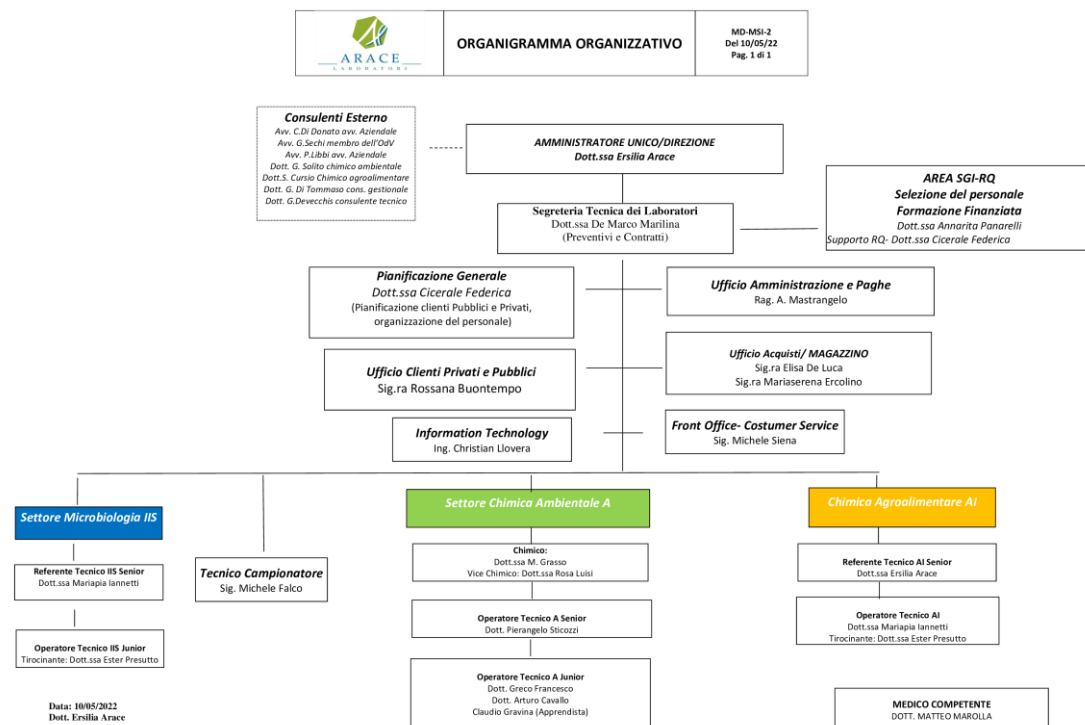 ARACE
LABORATORI
ORGANIGRAMMA ORGANIZZATIVO
MD-MSI-2
Del 10/05/22
Pag. 1 di 1
Consulenti Esterno
Avv. C.Di Donato avv. Aziendale
Avv. G.Sechi membro dell'OdV
Avv. P.Libbi avv. Aziendale
Dott. G. Solito chimico ambientale
Dott.S. Cursio Chimico agroalimentare
Dott. G. Di Tommaso cons. gestionale
Dott. G.Devecchis consulente tecnico
AMMINISTRATORE UNICO/DIREZIONE
Dott.ssa Ersilia Arace
AREA SGI-RQ
Selezione del personale
Formazione Finanziata
Dott.ssa Annarita Panarelli
Supporto RQ- Dott.ssa Cicerale Federica
Segreteria Tecnica dei Laboratori
Dott.ssa De Marco Marilina
(Preventivi e Contratti)
Pianificazione Generale
Dott.ssa Cicerale Federica
(Pianificazione clienti Pubblici e Privati,
organizzazione del personale)
Ufficio Amministrazione e Paghe
Rag. A. Mastrangelo
Ufficio Clienti Privati e Pubblici
Sig.ra Rossana Buontempo
Ufficio Acquisti/ MAGAZZINO
Sig.ra Elisa De Luca
Sig.ra Mariaserena Ercolino
Information Technology
Ing. Christian Llovera
Front Office- Costumer Service
Sig. Michele Siena
Settore Microbiologia IIS
Settore Chimica Ambientale A
Chimica Agroalimentare AI
Referente Tecnico IIS Senior
Dott.ssa Mariapia Iannetti
Tecnico Campionatore
Sig. Michele Falco
Chimico:
Dott.ssa M. Grasso
Vice Chimico: Dott.ssa Rosa Luisi
Referente Tecnico AI Senior
Dott.ssa Ersilia Arace
Operatore Tecnico IIS Junior
Tirocinante: Dott.ssa Ester Presutto
Operatore Tecnico A Senior
Dott. Pierangelo Sticozzi
Operatore Tecnico AI
Dott.ssa Mariapia Iannetti
Tirocinante: Dott.ssa Ester Presutto
Operatore Tecnico A Junior
Dott. Greco Francesco
Dott. Arturo Cavallo
Claudio Gravina (Apprendista)
Data: 10/05/2022
Dott. Ersilia Arace
MEDICO COMPETENTE
DOTT. MATTEO MAROLLA